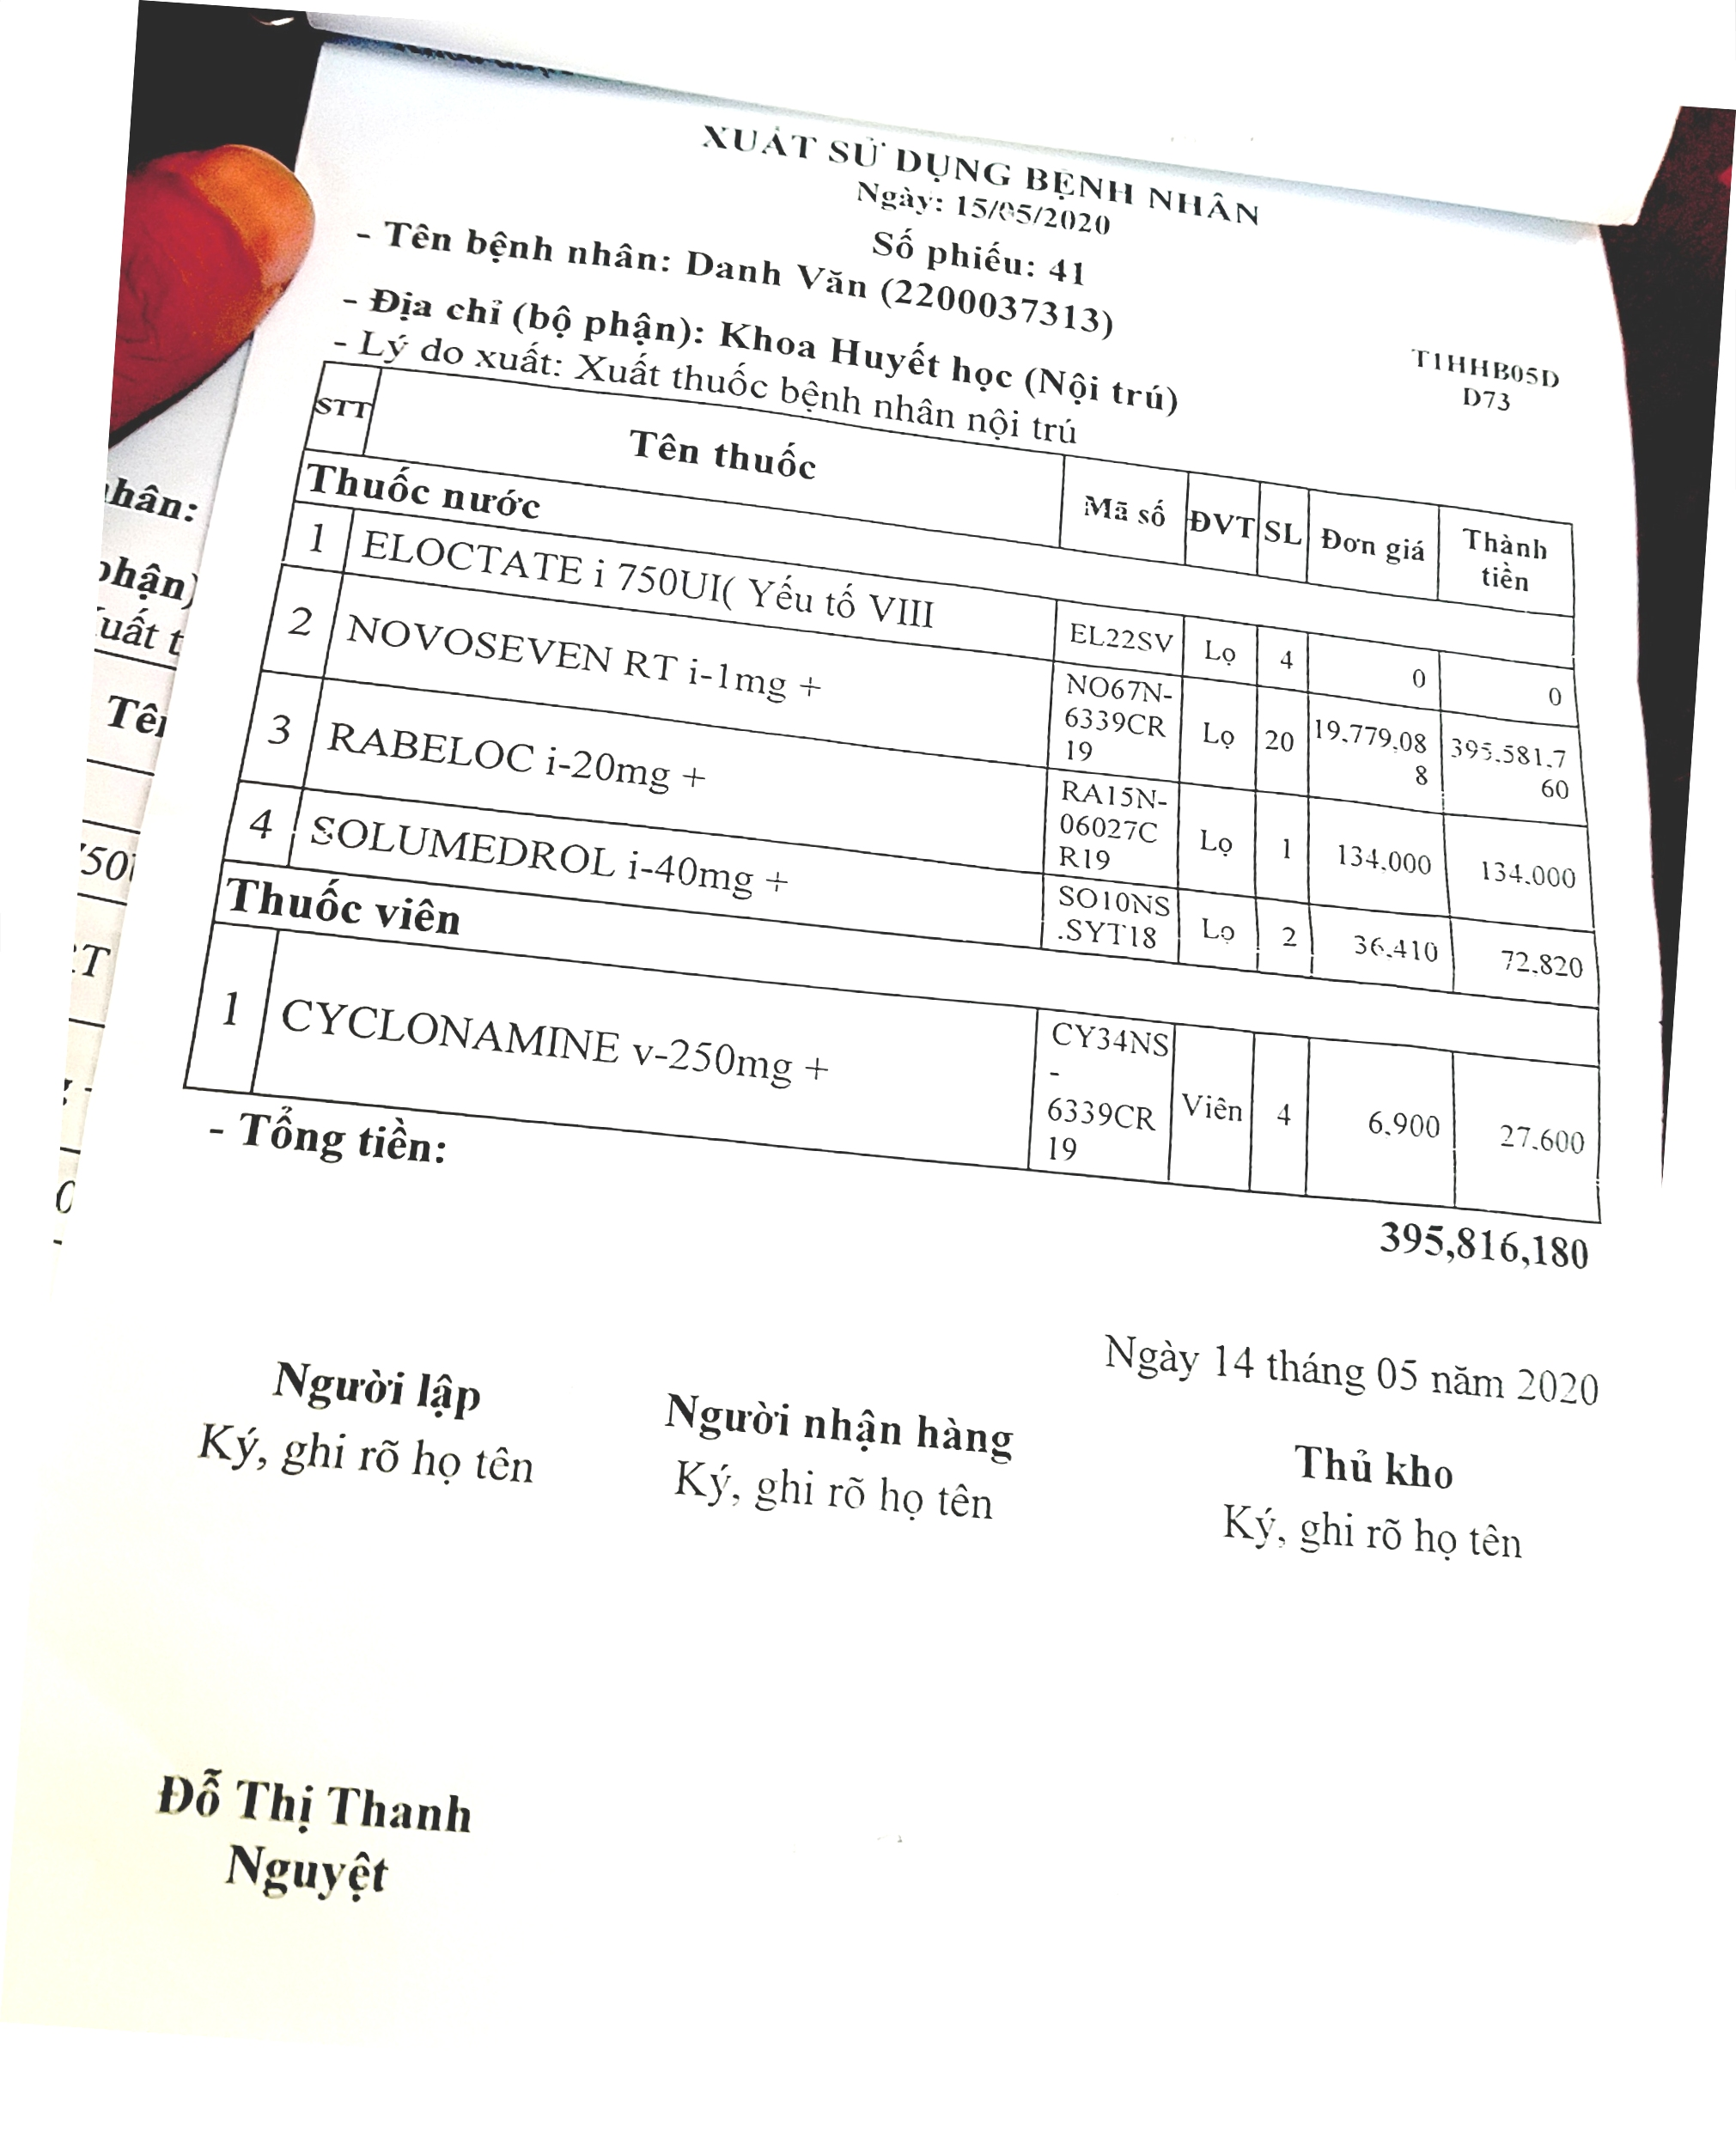 XUẤT SỬ DỤNG BỆNH NHÂN
Ngày: 15/05/2020
Số phiếu: 41
- Tên bệnh nhân: Danh Văn (2200037313)
- Địa chỉ (bộ phận): Khoa Huyết học (Nội trú)
T1HHB05D
D73
- Lý do xuất: Xuất thuốc bệnh nhân nội trú
STT Tên thuốc Mã số ĐVT SL Đơn giá Thành tiền
Thuốc nước
1 ELOCTATE i 750UI( Yếu tố VIII EL22SV Lọ 4 0 0
2 NOVOSEVEN RT i-1mg + NO67N-6339CR19 Lọ 20 19.779.088 395.581.760
3 RABELOC i-20mg + RA15N-06027CR19 Lọ 1 134.000 134.000
4 SOLUMEDROL i-40mg + SO10NS.SYT18 Lọ 2 36.410 72.820
Thuốc viên
1 CYCLONAMINE v-250mg + CY34NS-6339CR19 Viên 4 6.900 27.600
- Tổng tiền: 395,816,180
Ngày 14 tháng 05 năm 2020
Người lập Người nhận hàng Thủ kho
Ký, ghi rõ họ tên Ký, ghi rõ họ tên Ký, ghi rõ họ tên
Đỗ Thị Thanh
Nguyệt